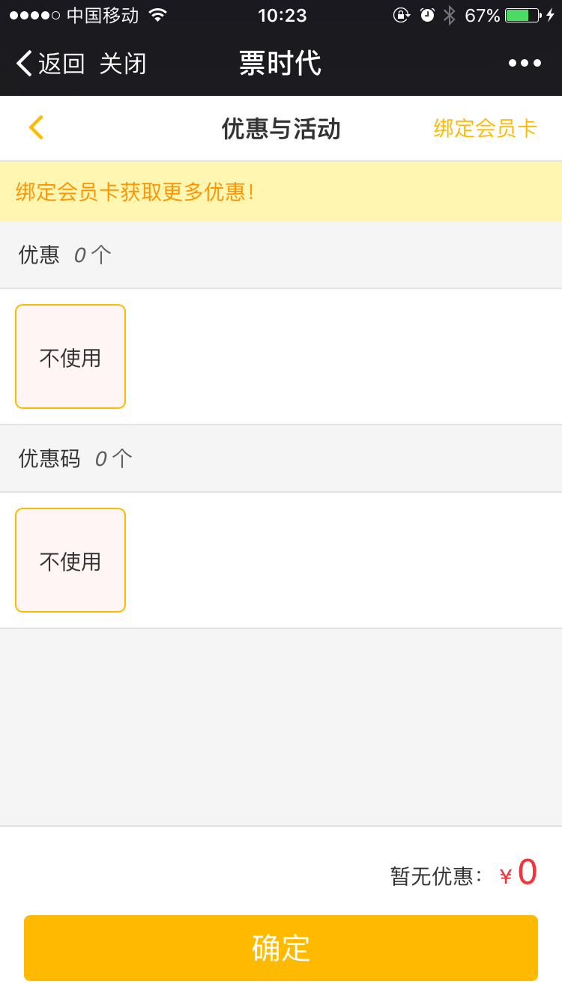 中国移动 10:23 67%
返回 关闭 票时代
优惠与活动 绑定会员卡
绑定会员卡获取更多优惠!
优惠 0 个
不使用
优惠码 0 个
不使用
暂无优惠: ¥0
确定